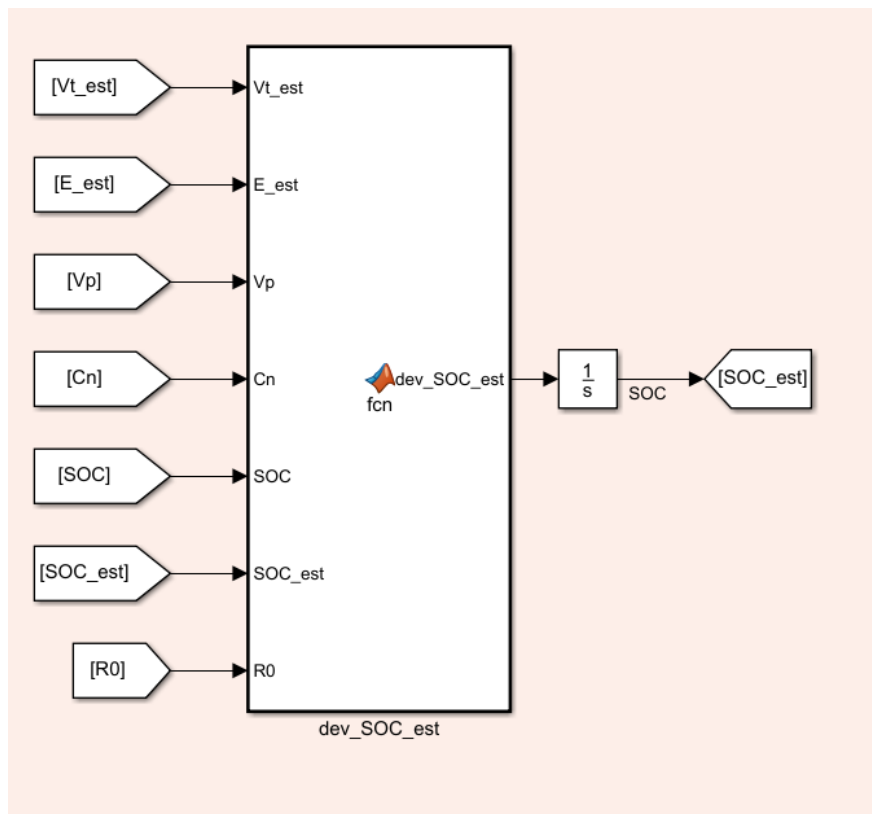 [Vt_est]
Vt_est
[E_est]
E_est
[Vp]
Vp
[Cn]
Cn
fcn
dev_SOC_est
1
s
SOC
[SOC_est]
[SOC]
SOC
[SOC_est]
SOC_est
[R0]
R0
dev_SOC_est